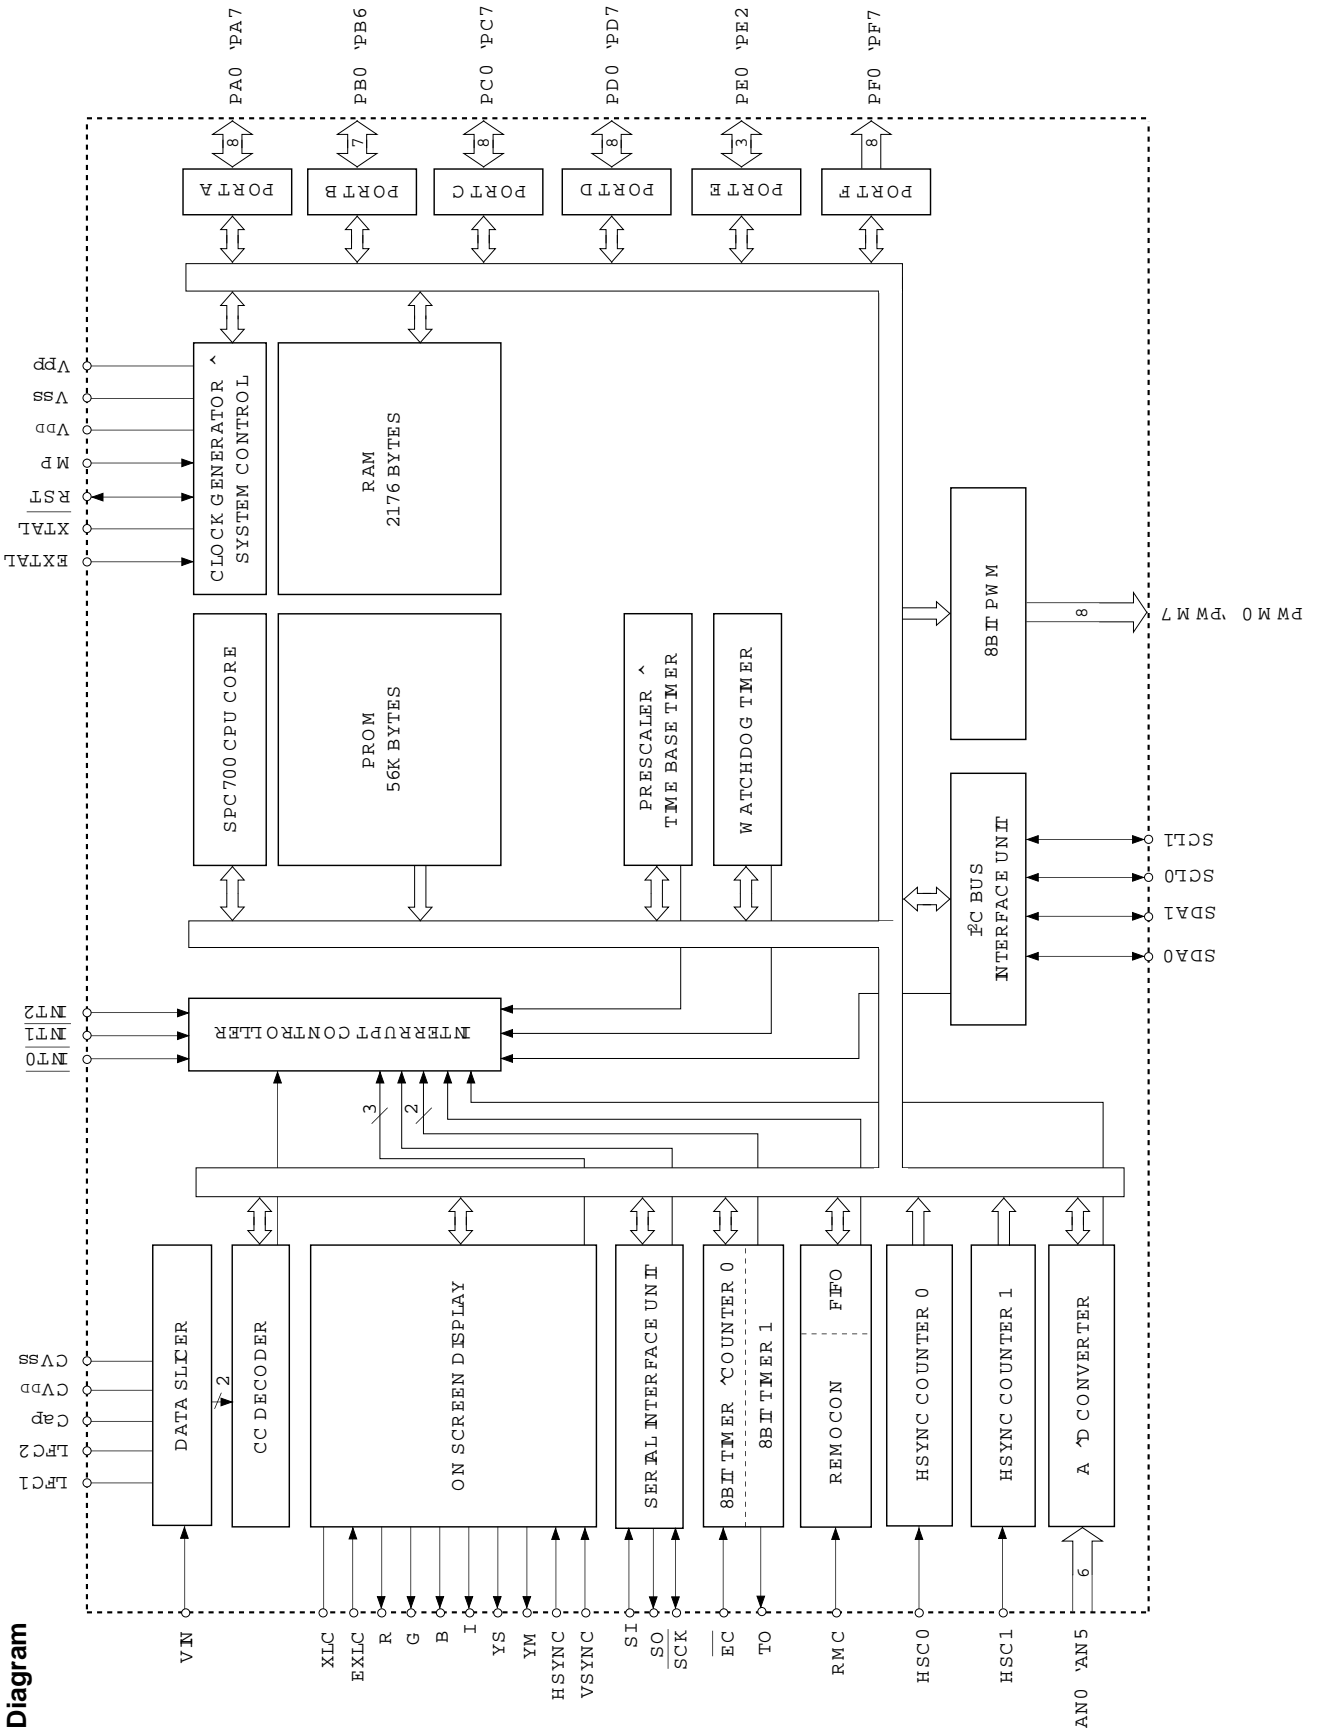 Diagram
PA0 ‵PA7
PB0 ‵PB6
PC0 ‵PC7
PD0 ‵PD7
PE0 ‵PE2
PF0 ‵PF7
8
7
8
8
3
8
PORT A
PORT B
PORT C
PORT D
PORT E
PORT F
Vpp
Vss
VDD
MP
RST
XTAL
EXTAL
CLOCK GENERATOR ^
SYSTEM CONTROL
RAM
2176 BYTES
SPC700 CPU CORE
PROM
56K BYTES
PRESCALER ^
TIME BASE TIMER
WATCHDOG TIMER
8BIT PWM
8
PWM0 ‵PWM7
I²C BUS
INTERFACE UNIT
SCL1
SCL0
SDA1
SDA0
INT2
INT1
INT0
INTERRUPT CONTROLLER
3
2
CVss
CVDD
Cap
LFC2
LFC1
DATA SLICER
2
CC DECODER
ON SCREEN DISPLAY
SERIAL INTERFACE UNIT
8BIT TIMER ^COUNTER 0
8BIT TIMER 1
REMOCON
FIFO
HSYNC COUNTER 0
HSYNC COUNTER 1
A ^D CONVERTER
6
VIN
XLC
EXLC
R
G
B
I
YS
YM
HSYNC
VSYNC
SI
SO
SCK
EC
TO
RMC
HSC0
HSC1
AN0 ‵AN5